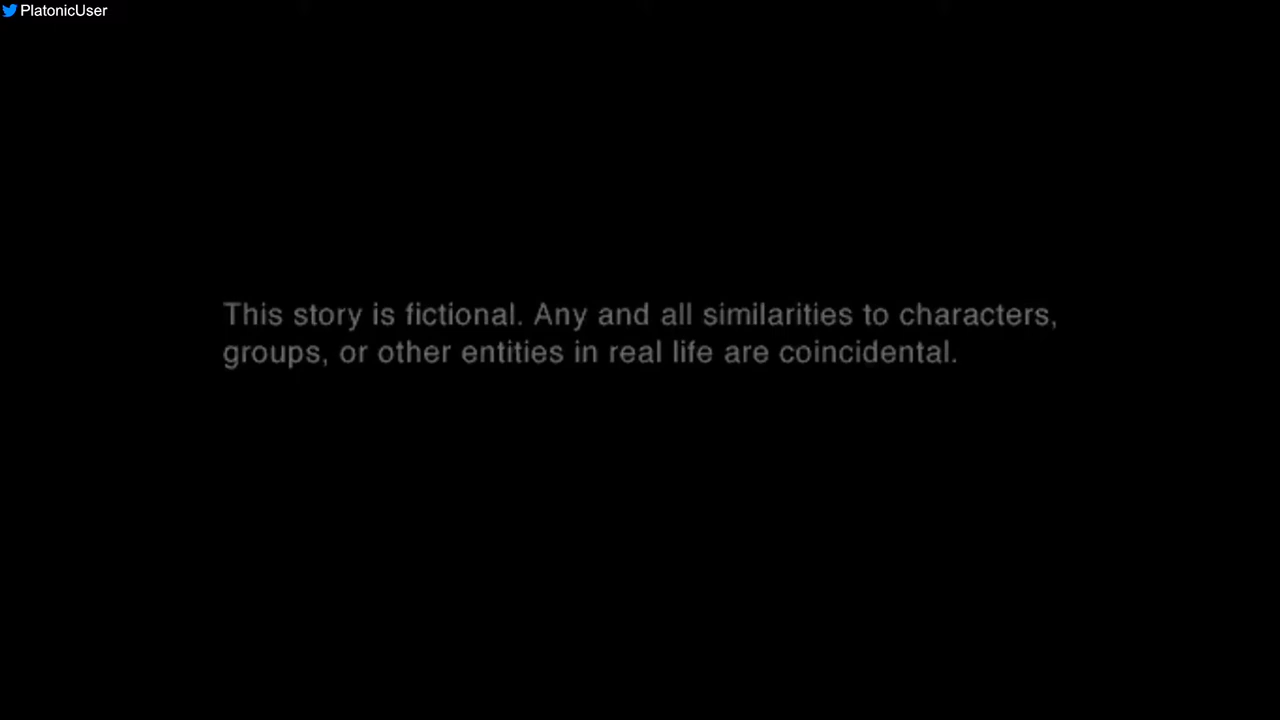 PlatonicUser
This story is fictional. Any and all similarities to characters,
groups, or other entities in real life are coincidental.